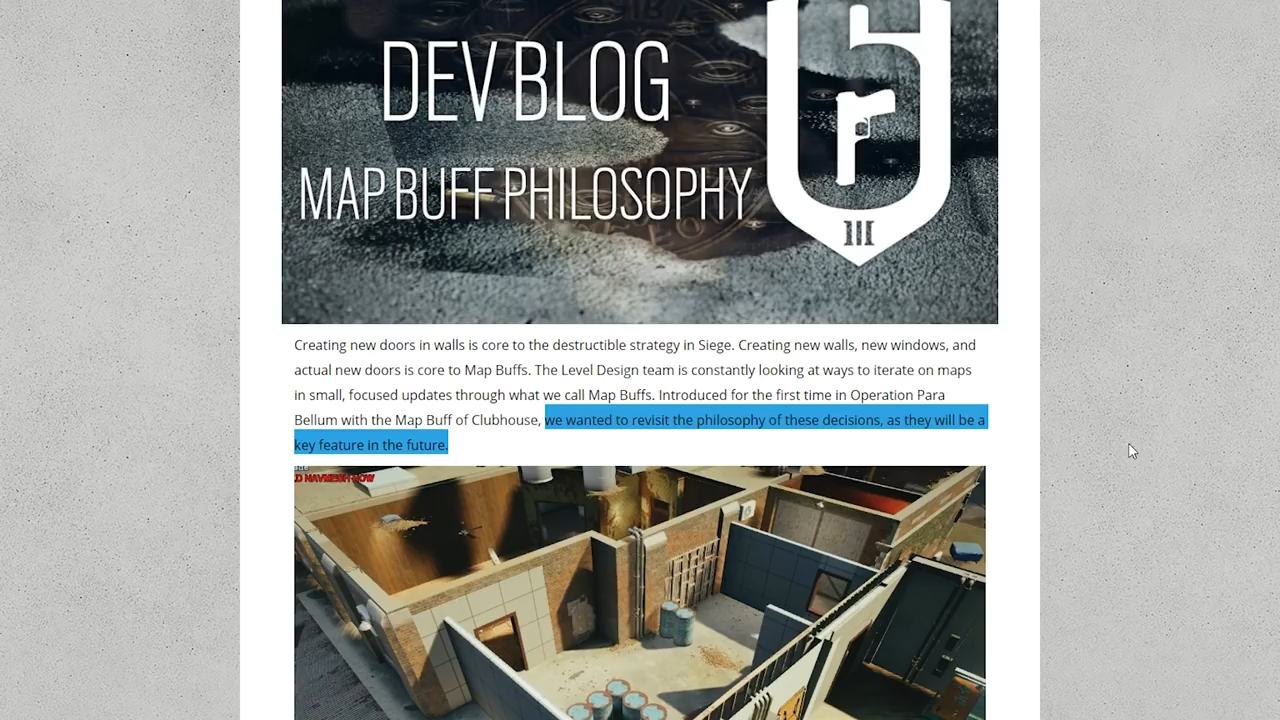 DEV BLOG
MAP BUFF PHILOSOPHY
III
Creating new doors in walls is core to the destructible strategy in Siege. Creating new walls, new windows, and
actual new doors is core to Map Buffs. The Level Design team is constantly looking at ways to iterate on maps
in small, focused updates through what we call Map Buffs. Introduced for the first time in Operation Para
Bellum with the Map Buff of Clubhouse, we wanted to revisit the philosophy of these decisions, as they will be a
key feature in the future.